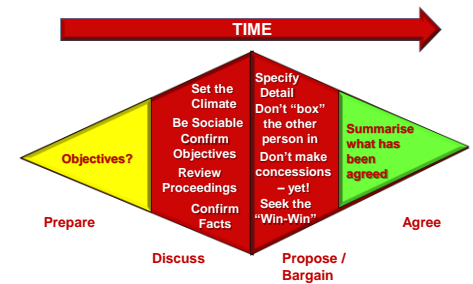 TIME
Objectives?
Set the
Climate
Be Sociable
Confirm
Objectives
Review
Proceedings
Confirm
Facts
Specify
Detail
Don’t “box”
the other
person in
Don’t make
concessions
– yet!
Seek the
“Win-Win”
Summarise
what has
been
agreed
Prepare
Discuss
Propose /
Bargain
Agree